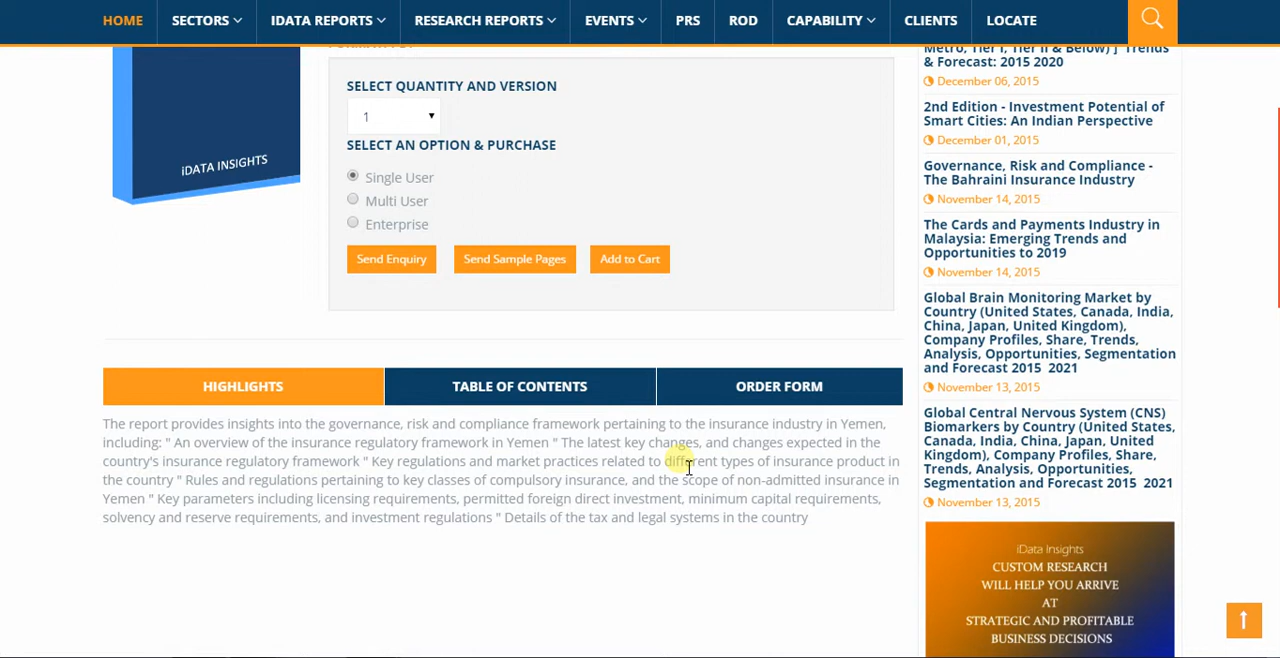 HOME
SECTORS
IDATA REPORTS
RESEARCH REPORTS
EVENTS
PRS
ROD
CAPABILITY
CLIENTS
LOCATE
iDATA INSIGHTS
SELECT QUANTITY AND VERSION
1
SELECT AN OPTION & PURCHASE
Single User
Multi User
Enterprise
Send Enquiry
Send Sample Pages
Add to Cart
HIGHLIGHTS
TABLE OF CONTENTS
ORDER FORM
The report provides insights into the governance, risk and compliance framework pertaining to the insurance industry in Yemen,
including: " An overview of the insurance regulatory framework in Yemen " The latest key changes, and changes expected in the
country's insurance regulatory framework " Key regulations and market practices related to different types of insurance product in
the country " Rules and regulations pertaining to key classes of compulsory insurance, and the scope of non-admitted insurance in
Yemen " Key parameters including licensing requirements, permitted foreign direct investment, minimum capital requirements,
solvency and reserve requirements, and investment regulations " Details of the tax and legal systems in the country
Metro, Tier I, Tier II & Below) ] Trends
& Forecast: 2015 2020
December 06, 2015
2nd Edition - Investment Potential of
Smart Cities: An Indian Perspective
December 01, 2015
Governance, Risk and Compliance -
The Bahraini Insurance Industry
November 14, 2015
The Cards and Payments Industry in
Malaysia: Emerging Trends and
Opportunities to 2019
November 14, 2015
Global Brain Monitoring Market by
Country (United States, Canada, India,
China, Japan, United Kingdom),
Company Profiles, Share, Trends,
Analysis, Opportunities, Segmentation
and Forecast 2015 2021
November 13, 2015
Global Central Nervous System (CNS)
Biomarkers by Country (United States,
Canada, India, China, Japan, United
Kingdom), Company Profiles, Share,
Trends, Analysis, Opportunities,
Segmentation and Forecast 2015 2021
November 13, 2015
iData Insights
CUSTOM RESEARCH
WILL HELP YOU ARRIVE
AT
STRATEGIC AND PROFITABLE
BUSINESS DECISIONS